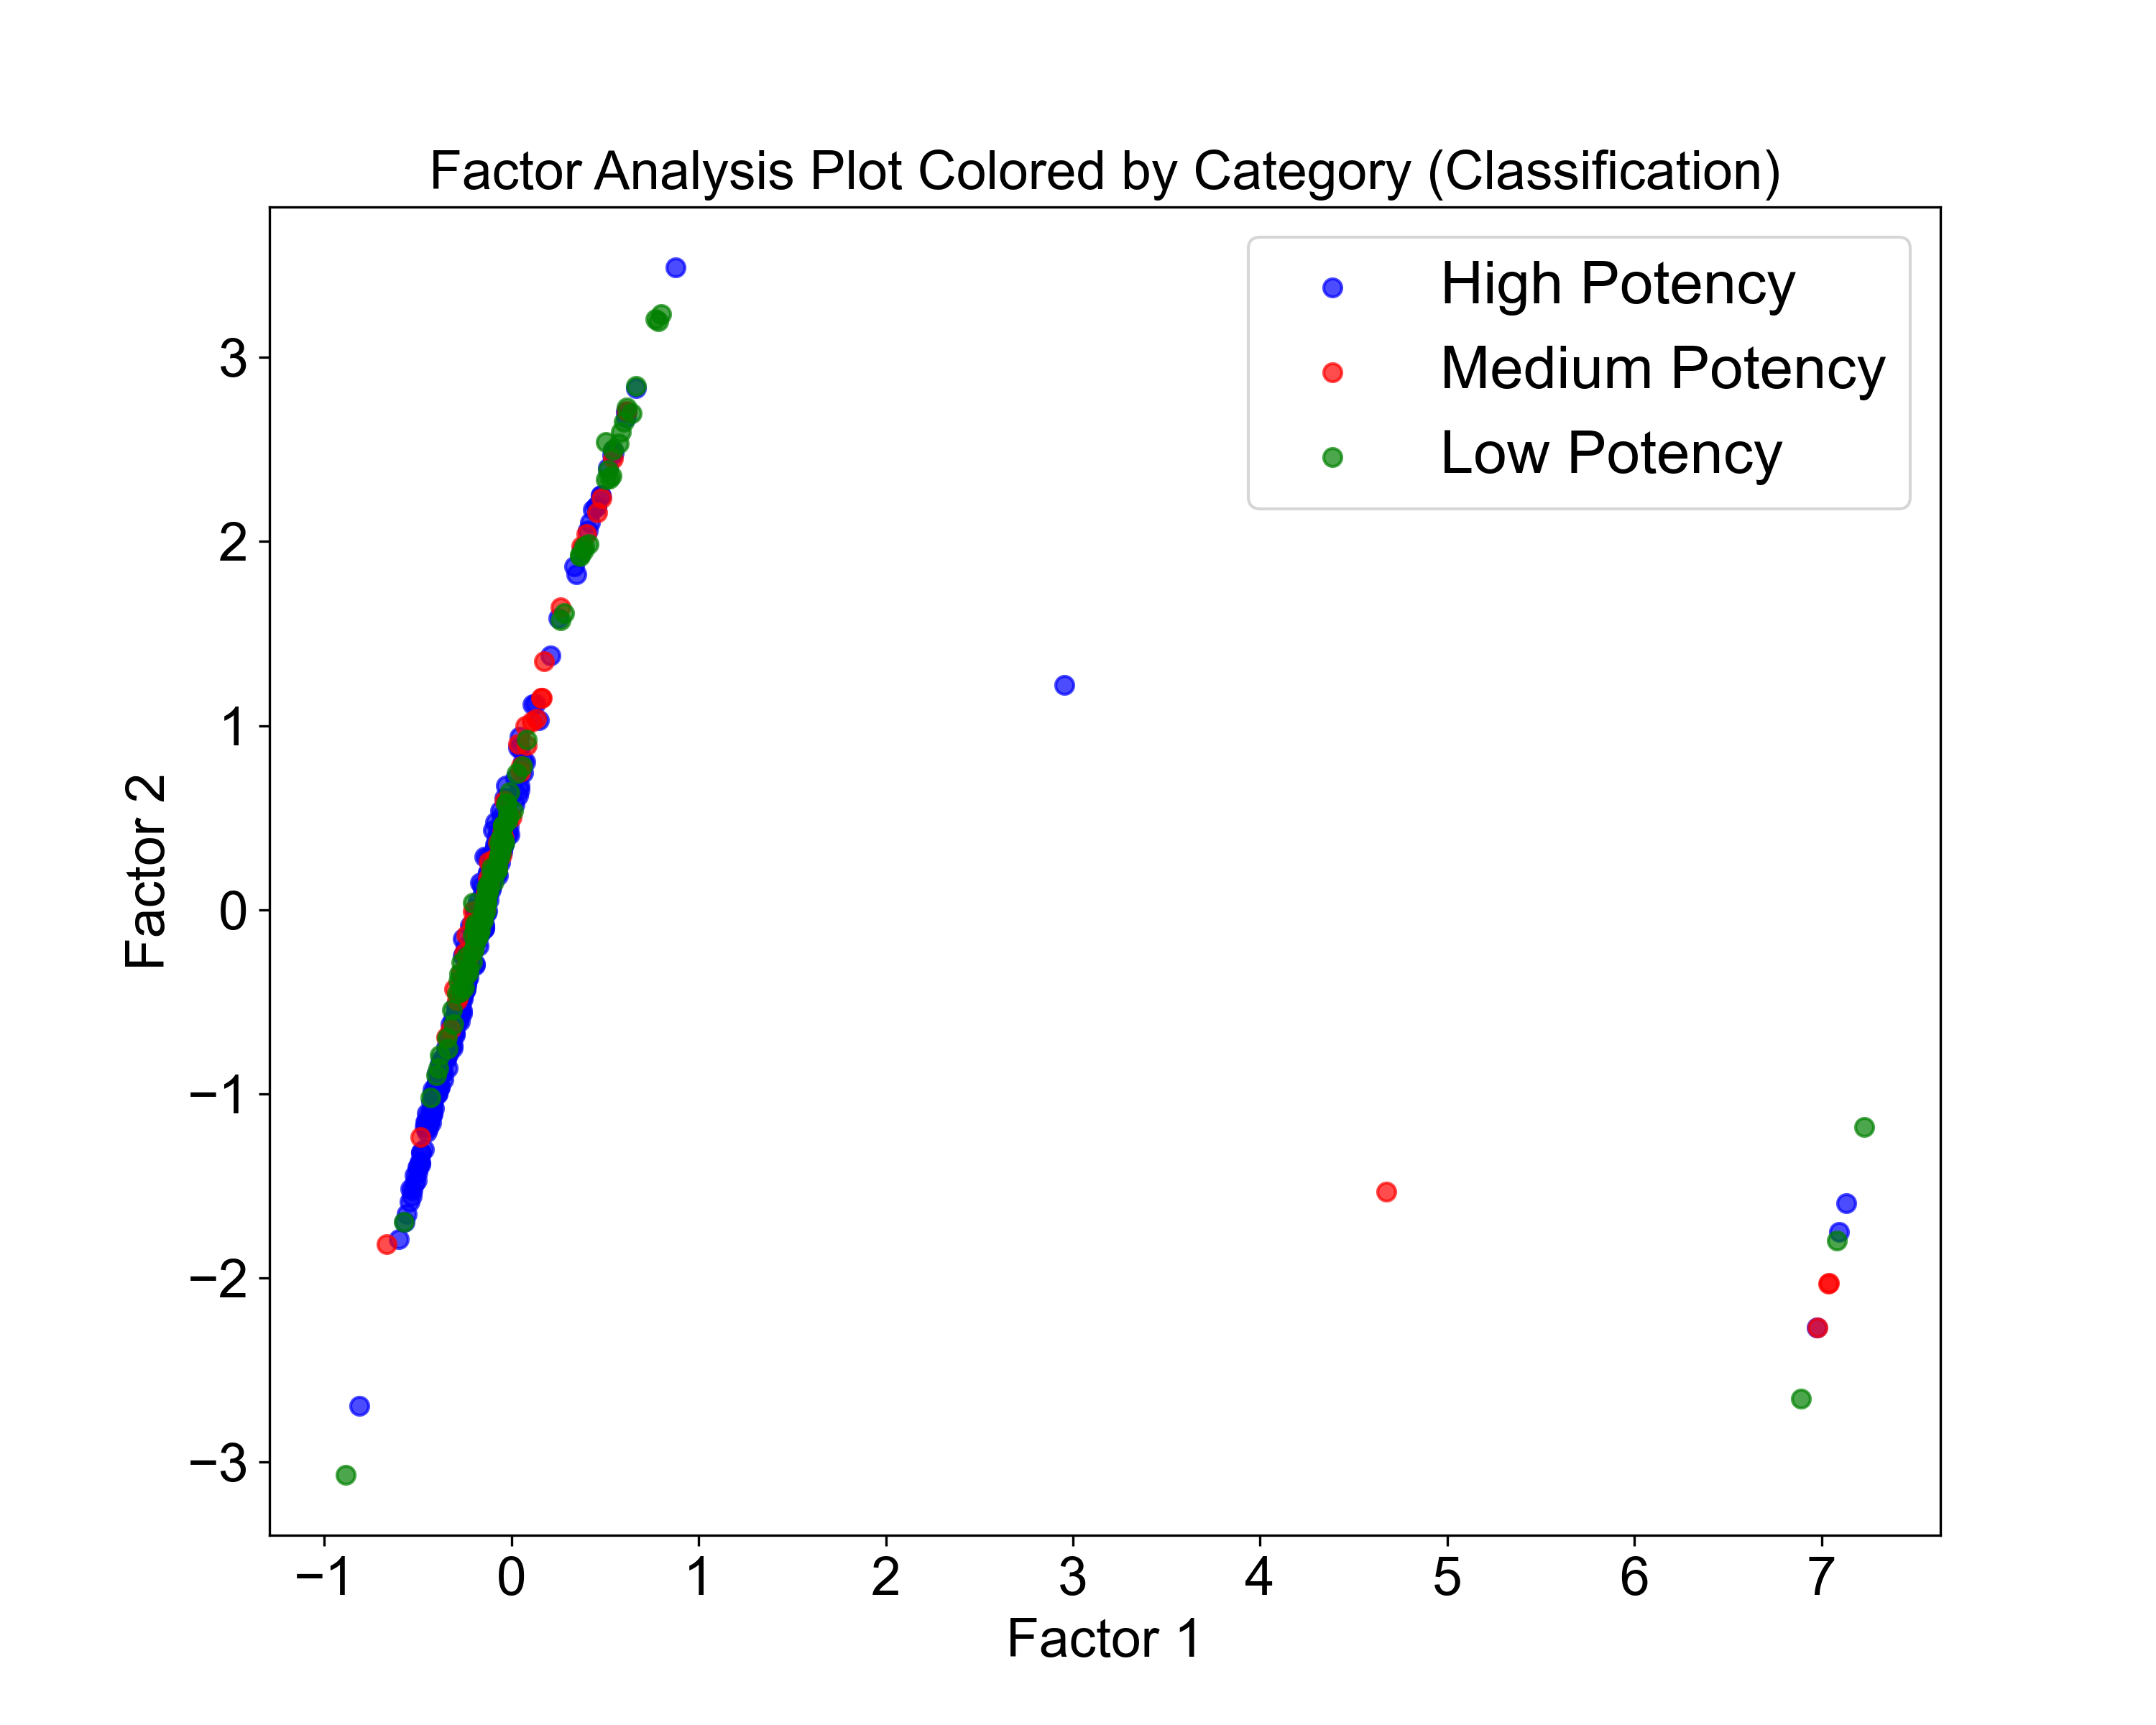 Factor Analysis Plot Colored by Category (Classification)
High Potency
Medium Potency
Low Potency
3
2
1
0
−1
−2
−3
Factor 2
−1 0 1 2 3 4 5 6 7
Factor 1